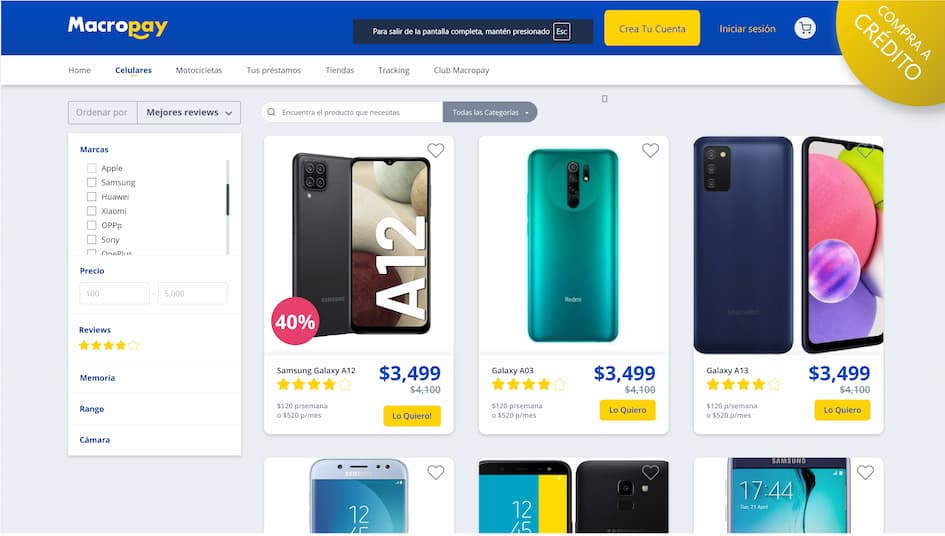 Macropay
Para salir de la pantalla completa, mantén presionado Esc
Crea Tu Cuenta
Iniciar sesión
COMPRA A
CRÉDITO
Home Celulares Motocicletas Tus préstamos Tiendas Tracking Club Macropay
Ordenar por Mejores reviews
Encuentra el producto que necesitas Todas las Categorías
Marcas
Apple
Samsung
Huawei
Xiaomi
OPPp
Sony
OnePlus
Precio
100 - 5,000
Reviews
Memoria
Rango
Cámara
SAMSUNG
A12
40%
Samsung Galaxy A12 $3,499
$4,100
$120 p/semana
o $520 p/mes
Lo Quiero!
Redmi
Galaxy A03 $3,499
$4,100
$120 p/semana
o $520 p/mes
Lo Quiero
SAMSUNG
Galaxy A13 $3,499
$4,100
$120 p/semana
o $520 p/mes
Lo Quiero
12
45
12
45
SAMSUNG
17:44
Tue, 21 April